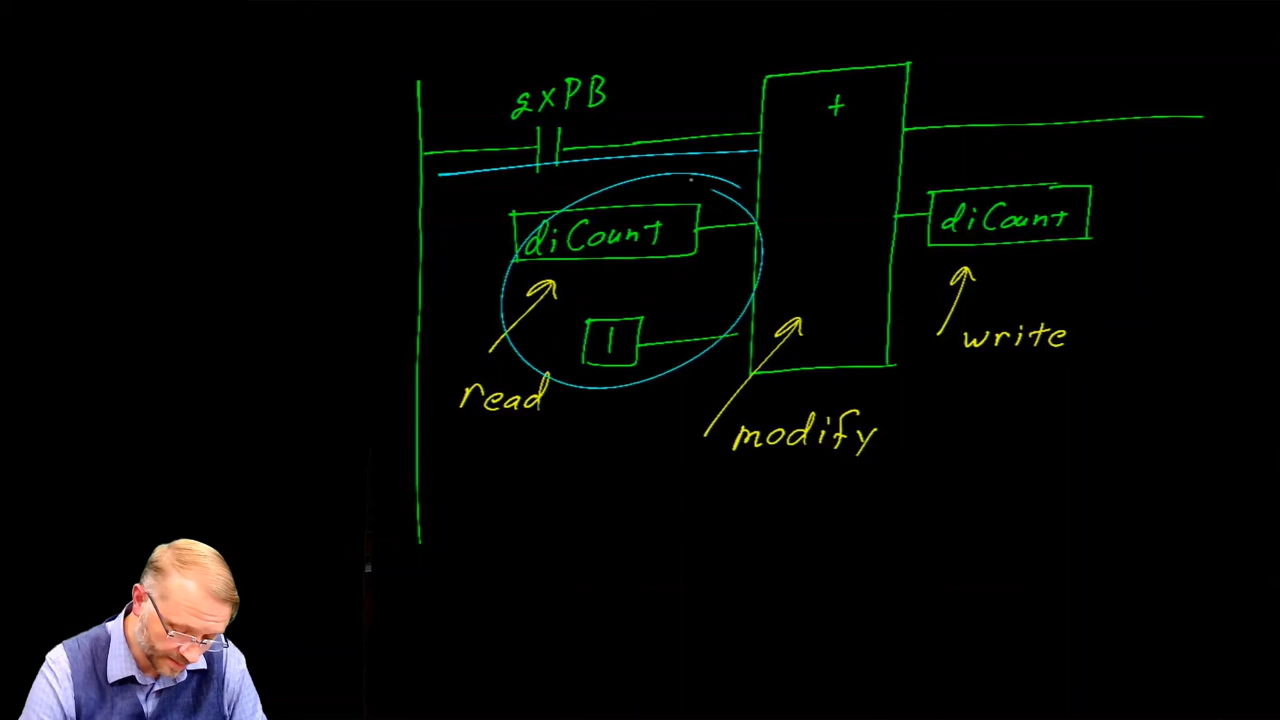 gxPB
+
diCount
diCount
1
read
write
modify